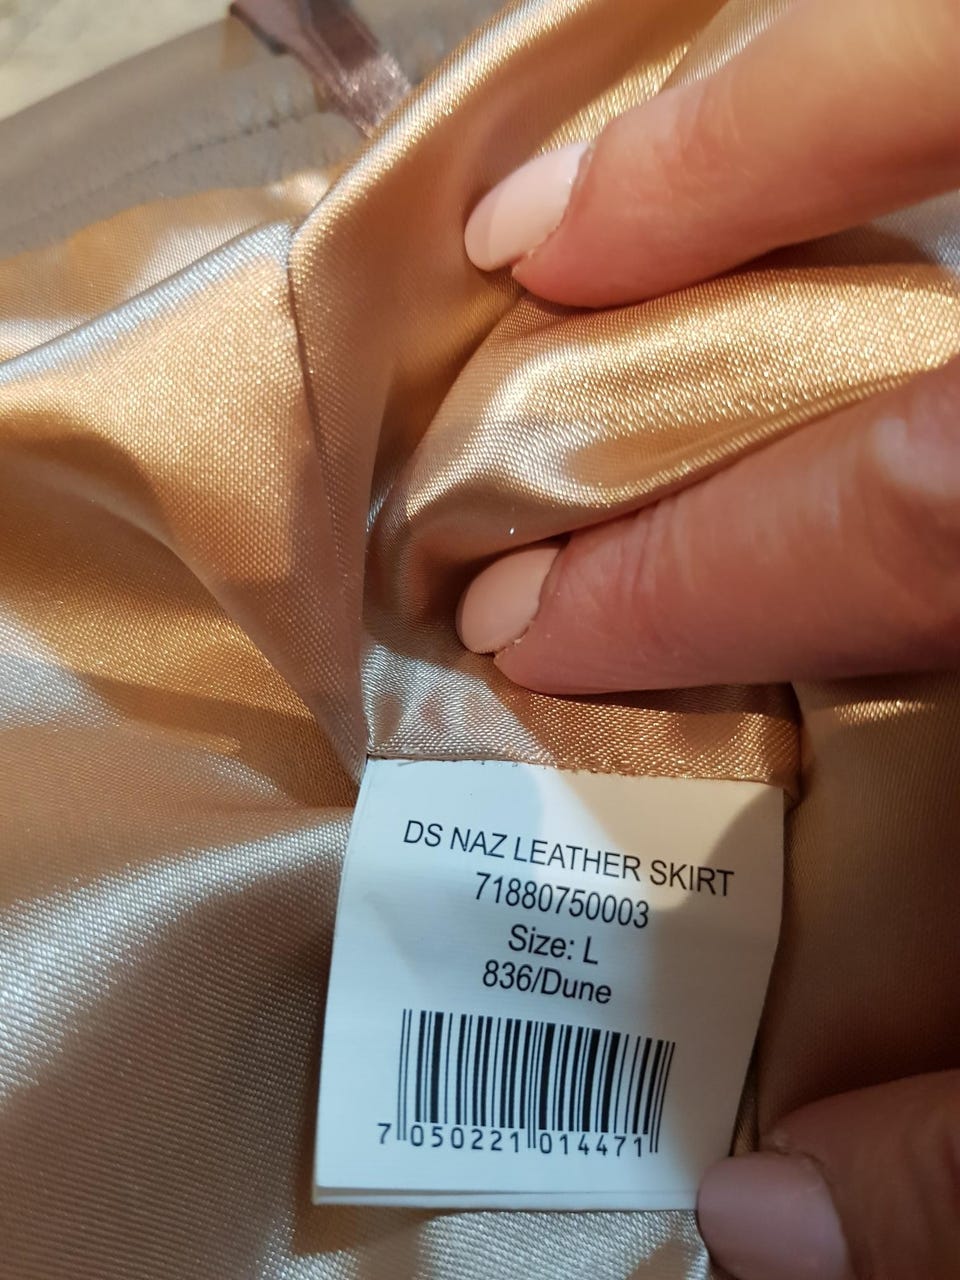 DS NAZ LEATHER SKIRT
71880750003
Size: L
836/Dune
7 050221 014471